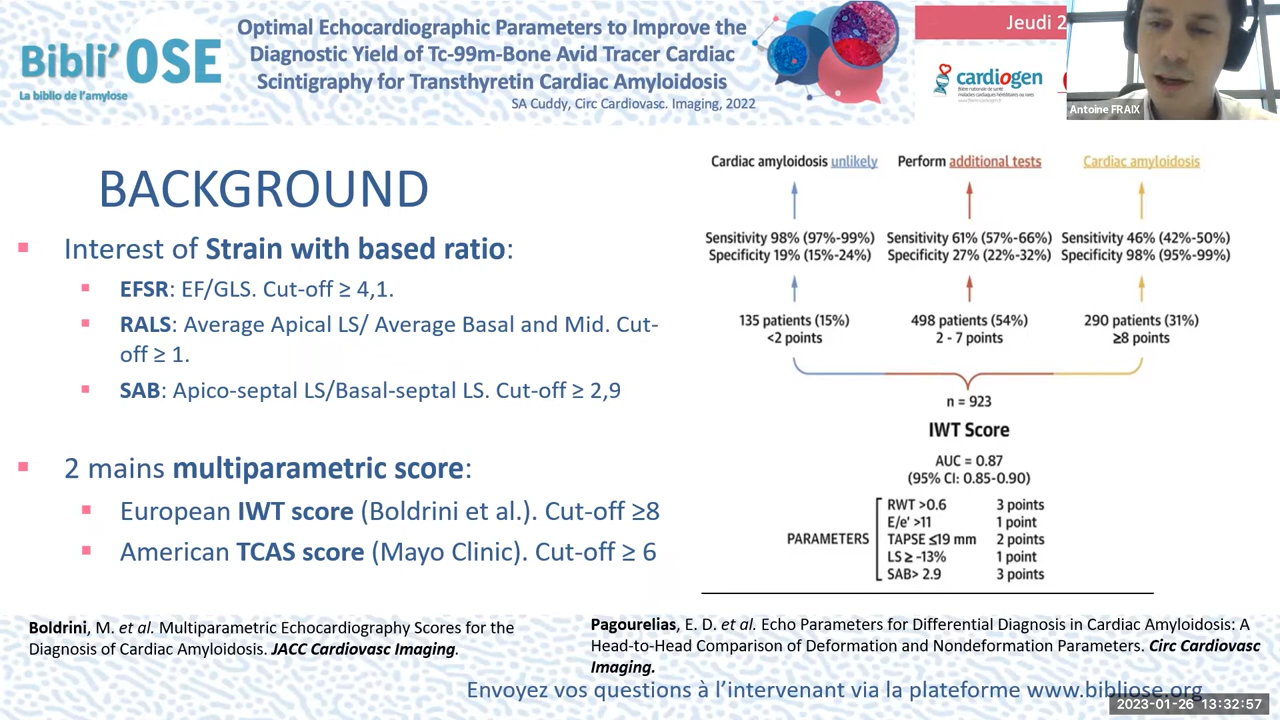 Bibli'OSE
La biblio de l'amylose
Optimal Echocardiographic Parameters to Improve the
Diagnostic Yield of Tc-99m-Bone Avid Tracer Cardiac
Scintigraphy for Transthyretin Cardiac Amyloidosis
SA Cuddy, Circ Cardiovasc. Imaging, 2022
Jeudi 2
cardiogen
Antoine FRAIX
BACKGROUND
Interest of Strain with based ratio:
EFSR: EF/GLS. Cut-off ≥ 4,1.
RALS: Average Apical LS/ Average Basal and Mid. Cut-
off ≥ 1.
SAB: Apico-septal LS/Basal-septal LS. Cut-off ≥ 2,9
2 mains multiparametric score:
European IWT score (Boldrini et al.). Cut-off ≥8
American TCAS score (Mayo Clinic). Cut-off ≥ 6
Cardiac amyloidosis unlikely Perform additional tests Cardiac amyloidosis
Sensitivity 98% (97%-99%) Sensitivity 61% (57%-66%) Sensitivity 46% (42%-50%)
Specificity 19% (15%-24%) Specificity 27% (22%-32%) Specificity 98% (95%-99%)
135 patients (15%) 498 patients (54%) 290 patients (31%)
<2 points 2 - 7 points ≥8 points
n = 923
IWT Score
AUC = 0.87
(95% CI: 0.85-0.90)
PARAMETERS
RWT >0.6 3 points
E/e' >11 1 point
TAPSE ≤19 mm 2 points
LS ≥ -13% 1 point
SAB> 2.9 3 points
Boldrini, M. et al. Multiparametric Echocardiography Scores for the
Diagnosis of Cardiac Amyloidosis. JACC Cardiovasc Imaging.
Pagourelias, E. D. et al. Echo Parameters for Differential Diagnosis in Cardiac Amyloidosis: A
Head-to-Head Comparison of Deformation and Nondeformation Parameters. Circ Cardiovasc
Imaging.
Envoyez vos questions à l'intervenant via la plateforme www.bibliose.org
2023-01-26 13:32:57